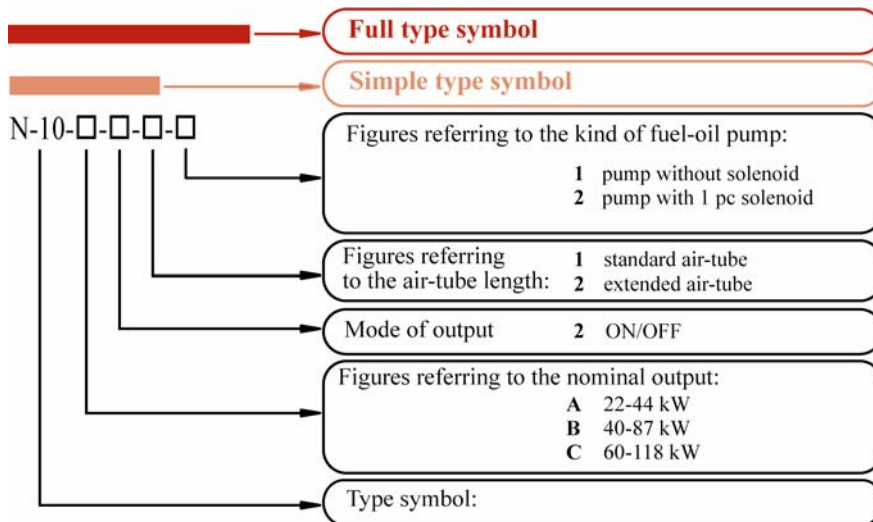 Full type symbol
Simple type symbol
N-10-□-□-□-□
Figures referring to the kind of fuel-oil pump:
1 pump without solenoid
2 pump with 1 pc solenoid
Figures referring
to the air-tube length:
1 standard air-tube
2 extended air-tube
Mode of output 2 ON/OFF
Figures referring to the nominal output:
A 22-44 kW
B 40-87 kW
C 60-118 kW
Type symbol: